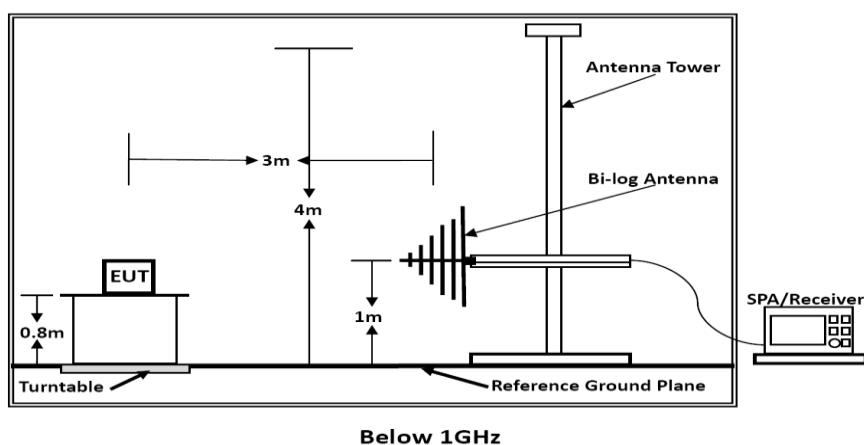 Antenna Tower
3m
Bi-log Antenna
4m
EUT
SPA/Receiver
0.8m
1m
Turntable
Reference Ground Plane
Below 1GHz